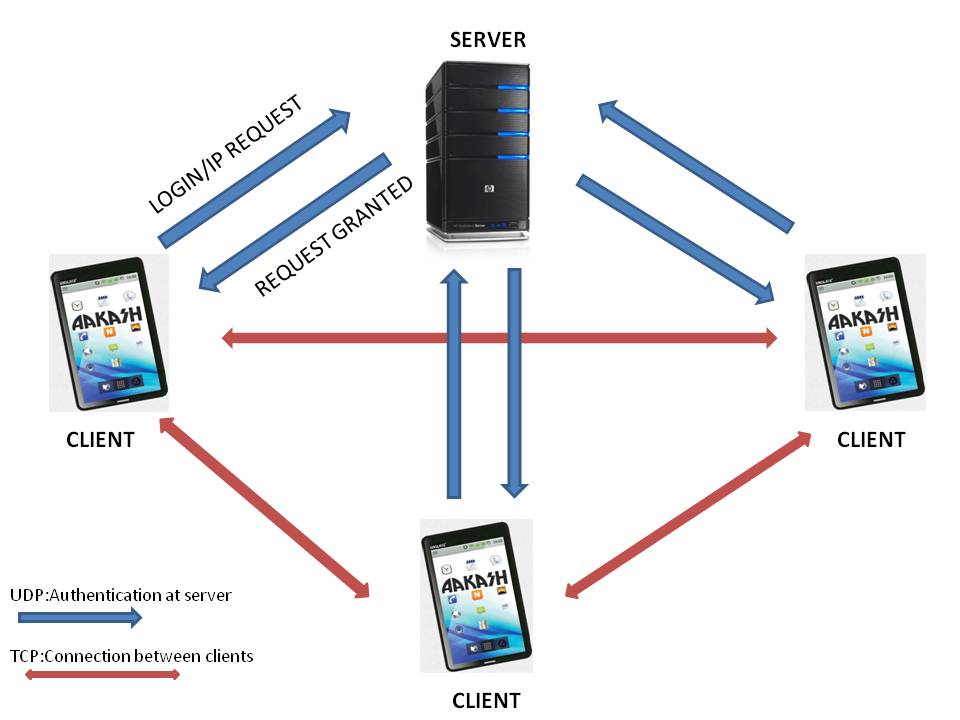 SERVER
LOGIN/IP REQUEST
REQUEST GRANTED
AAKASH
AAKASH
CLIENT
CLIENT
AAKASH
UDP:Authentication at server
TCP:Connection between clients
CLIENT